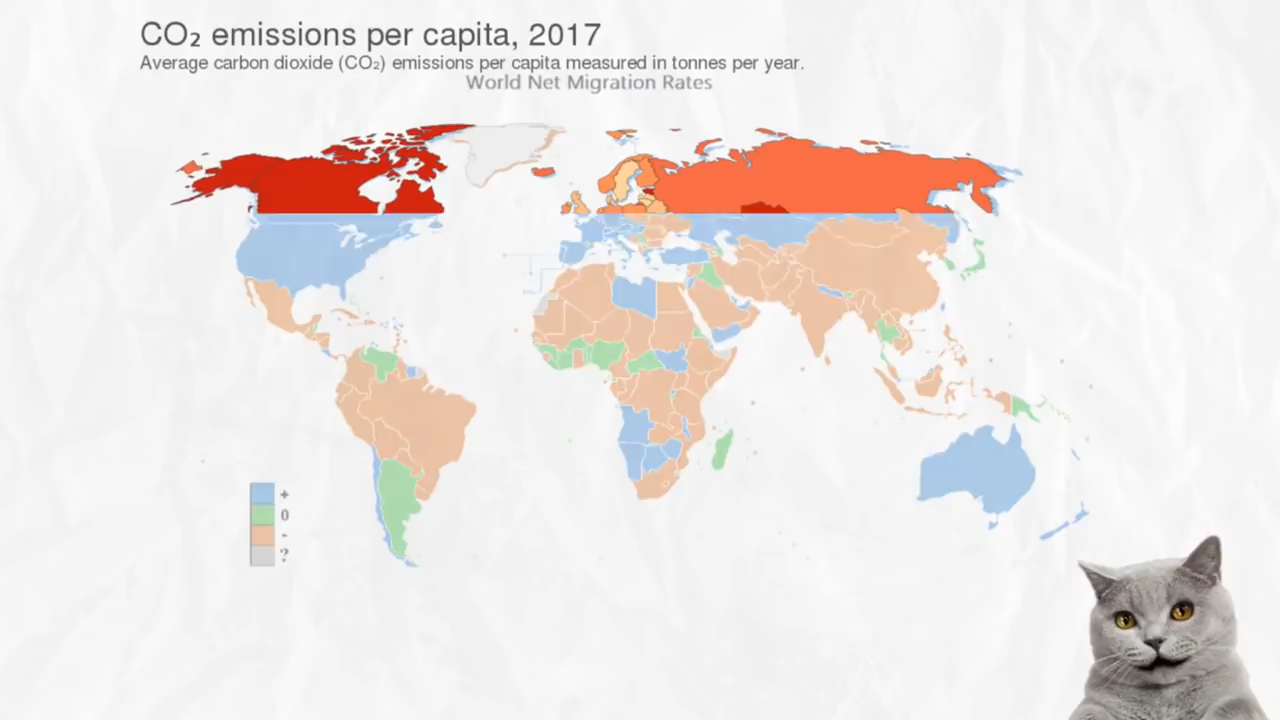 CO₂ emissions per capita, 2017
Average carbon dioxide (CO₂) emissions per capita measured in tonnes per year.
World Net Migration Rates
+
0
-
?